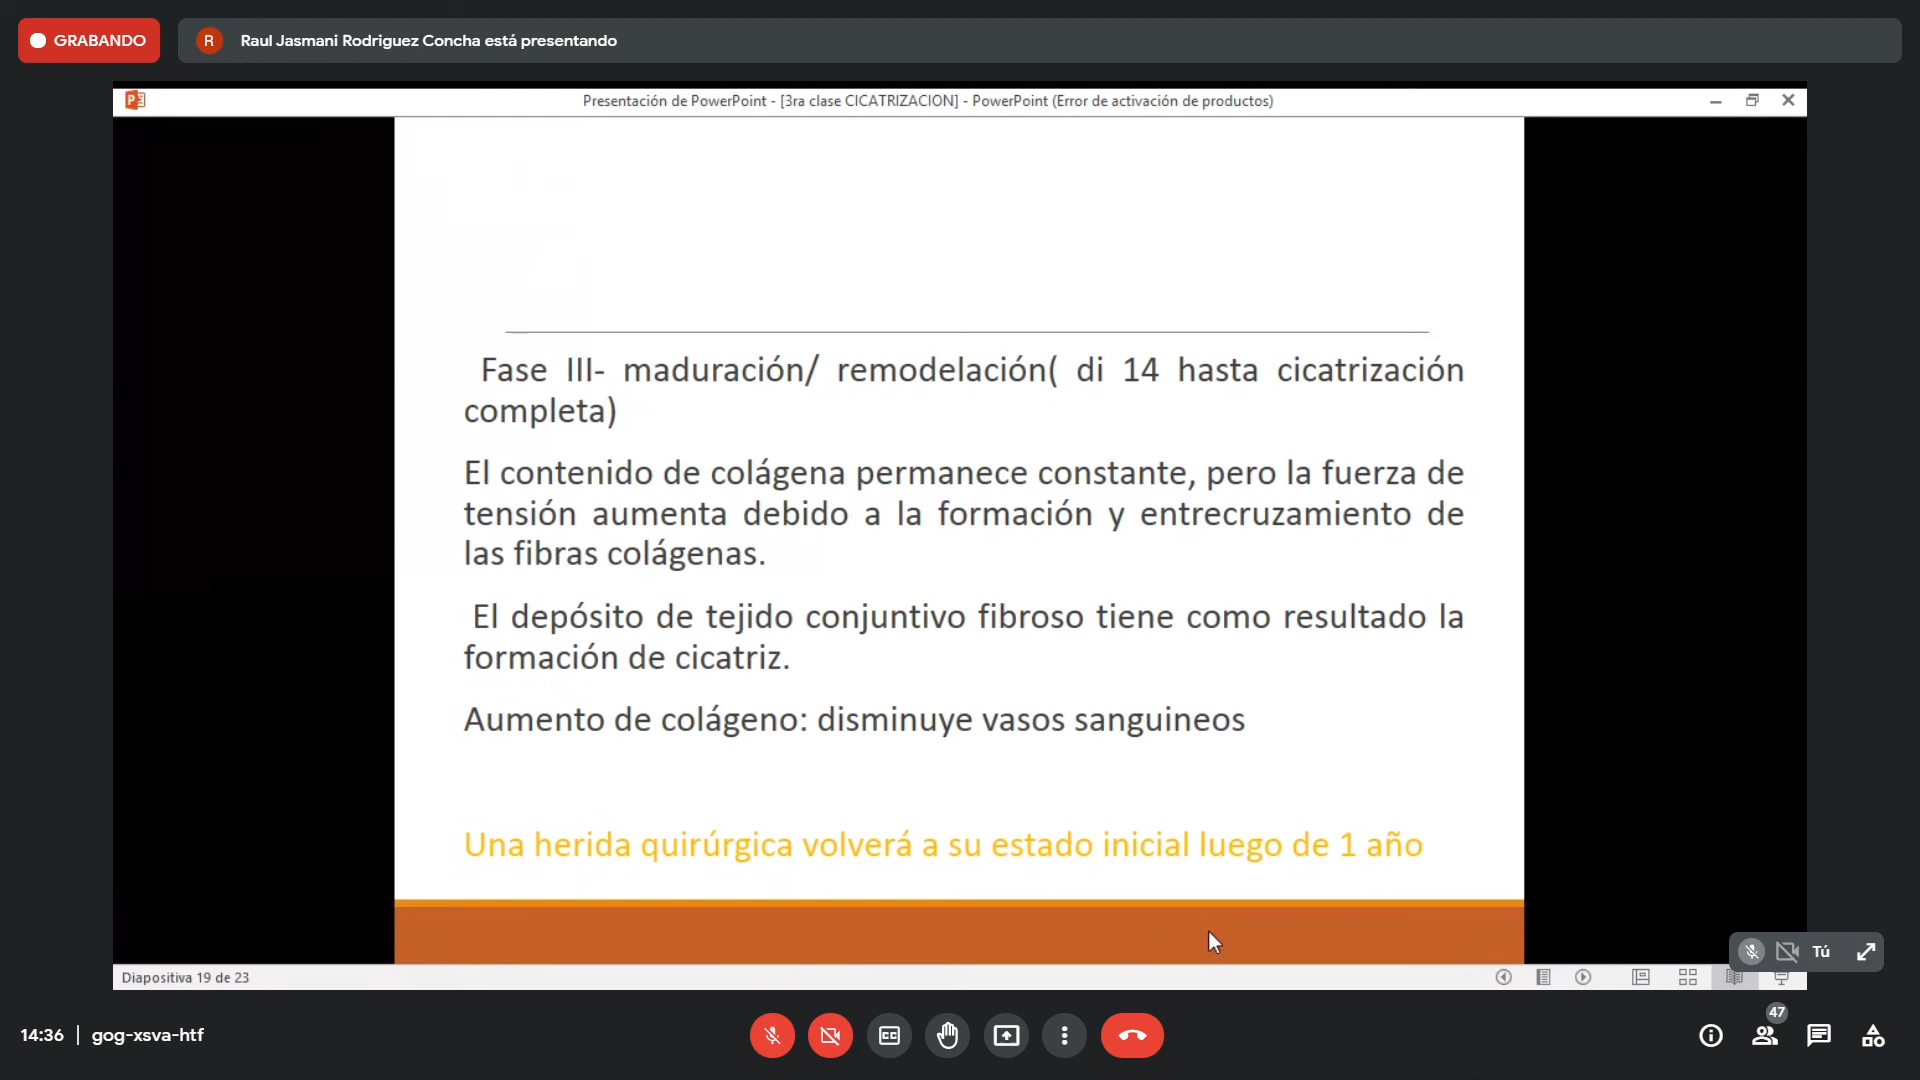 GRABANDO
R
Raul Jasmani Rodriguez Concha está presentando
Presentación de PowerPoint - [3ra clase CICATRIZACION] - PowerPoint (Error de activación de productos)
Fase III- maduración/ remodelación( di 14 hasta cicatrización
completa)
El contenido de colágena permanece constante, pero la fuerza de
tensión aumenta debido a la formación y entrecruzamiento de
las fibras colágenas.
El depósito de tejido conjuntivo fibroso tiene como resultado la
formación de cicatriz.
Aumento de colágeno: disminuye vasos sanguineos
Una herida quirúrgica volverá a su estado inicial luego de 1 año
Tú
Diapositiva 19 de 23
47
14:36 | gog-xsva-htf